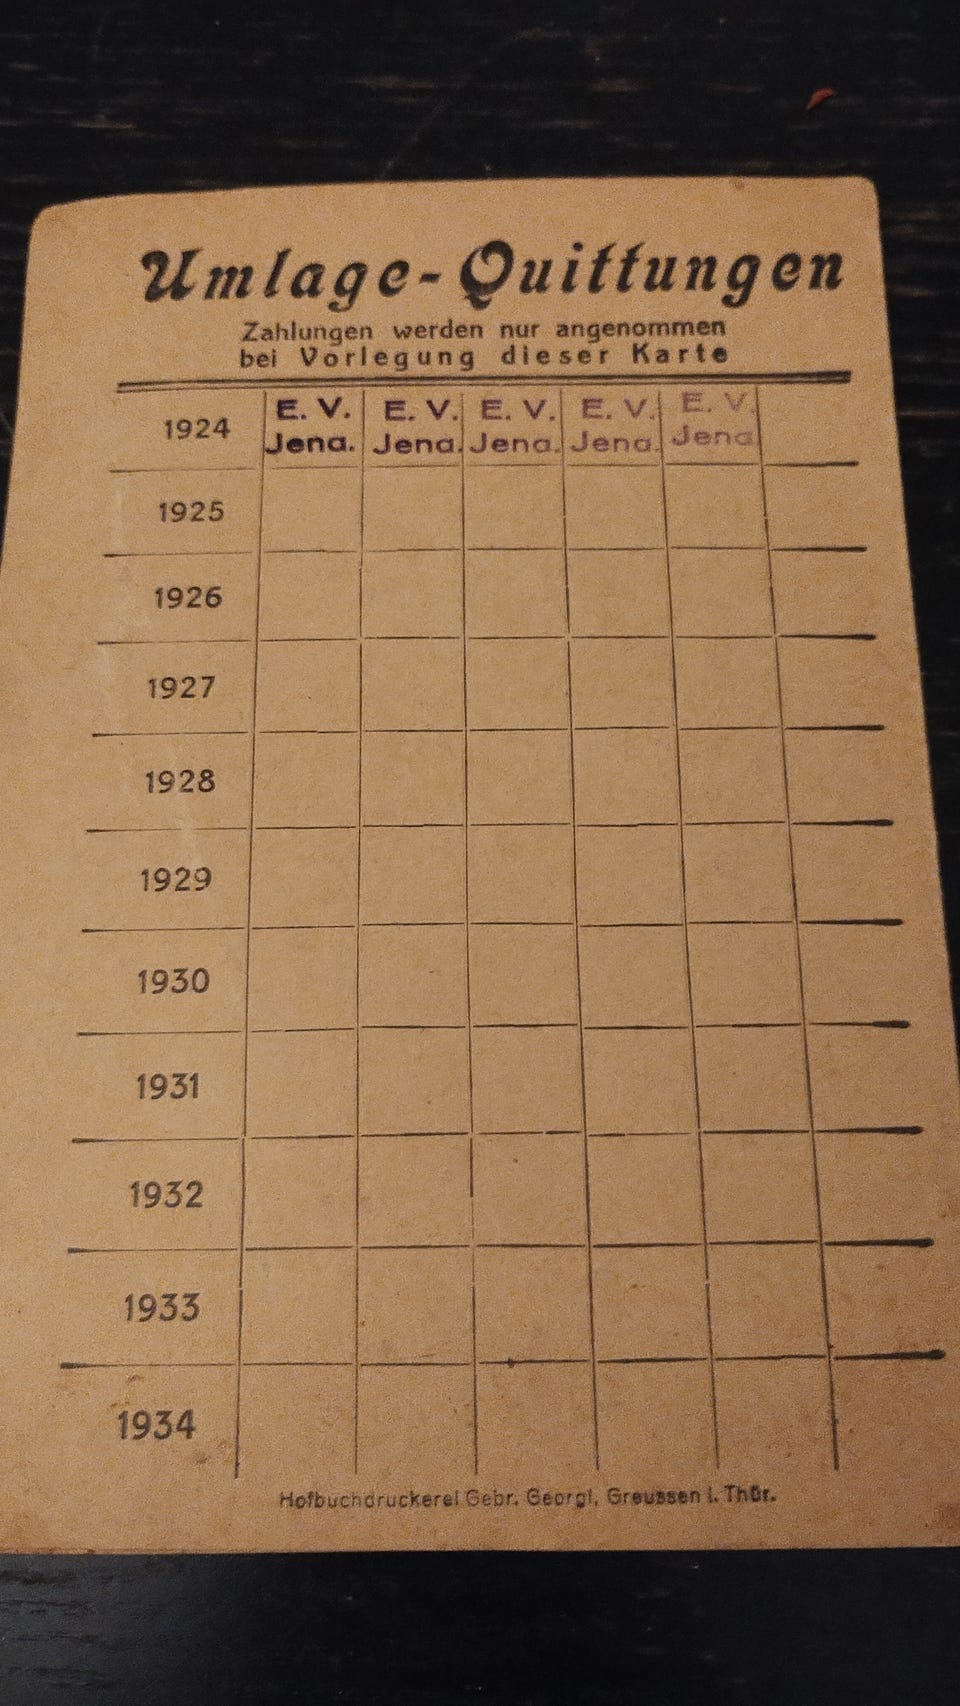 Umlage-Quittungen
Zahlungen werden nur angenommen
bei Vorlegung dieser Karte
1924 E. V. Jena. E. V. Jena. E. V. Jena. E. V. Jena. E. V. Jena
1925
1926
1927
1928
1929
1930
1931
1932
1933
1934
Hofbuchdruckerei Gebr. Georgi, Greussen i. Thür.